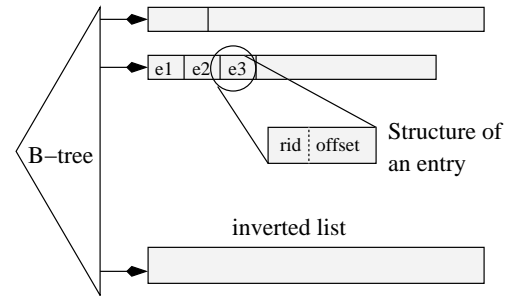 e1 e2 e3
rid offset
Structure of
an entry
B-tree
inverted list